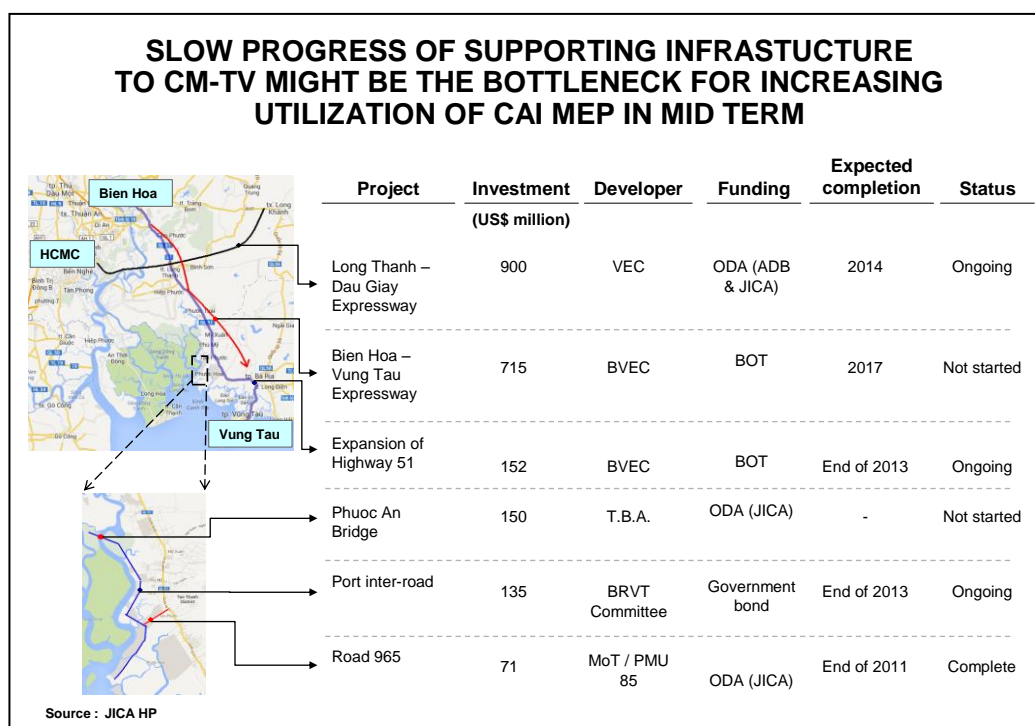 SLOW PROGRESS OF SUPPORTING INFRASTUCTURE
TO CM-TV MIGHT BE THE BOTTLENECK FOR INCREASING
UTILIZATION OF CAI MEP IN MID TERM
Bien Hoa
HCMC
Vung Tau
Project Investment Developer Funding Expected completion Status
(US$ million)
Long Thanh – 900 VEC ODA (ADB 2014 Ongoing
Dau Giay & JICA)
Expressway
Bien Hoa – 715 BVEC BOT 2017 Not started
Vung Tau
Expressway
Expansion of 152 BVEC BOT End of 2013 Ongoing
Highway 51
Phuoc An 150 T.B.A. ODA (JICA) - Not started
Bridge
Port inter-road 135 BRVT Government End of 2013 Ongoing
Committee bond
Road 965 71 MoT / PMU ODA (JICA) End of 2011 Complete
85
Source : JICA HP